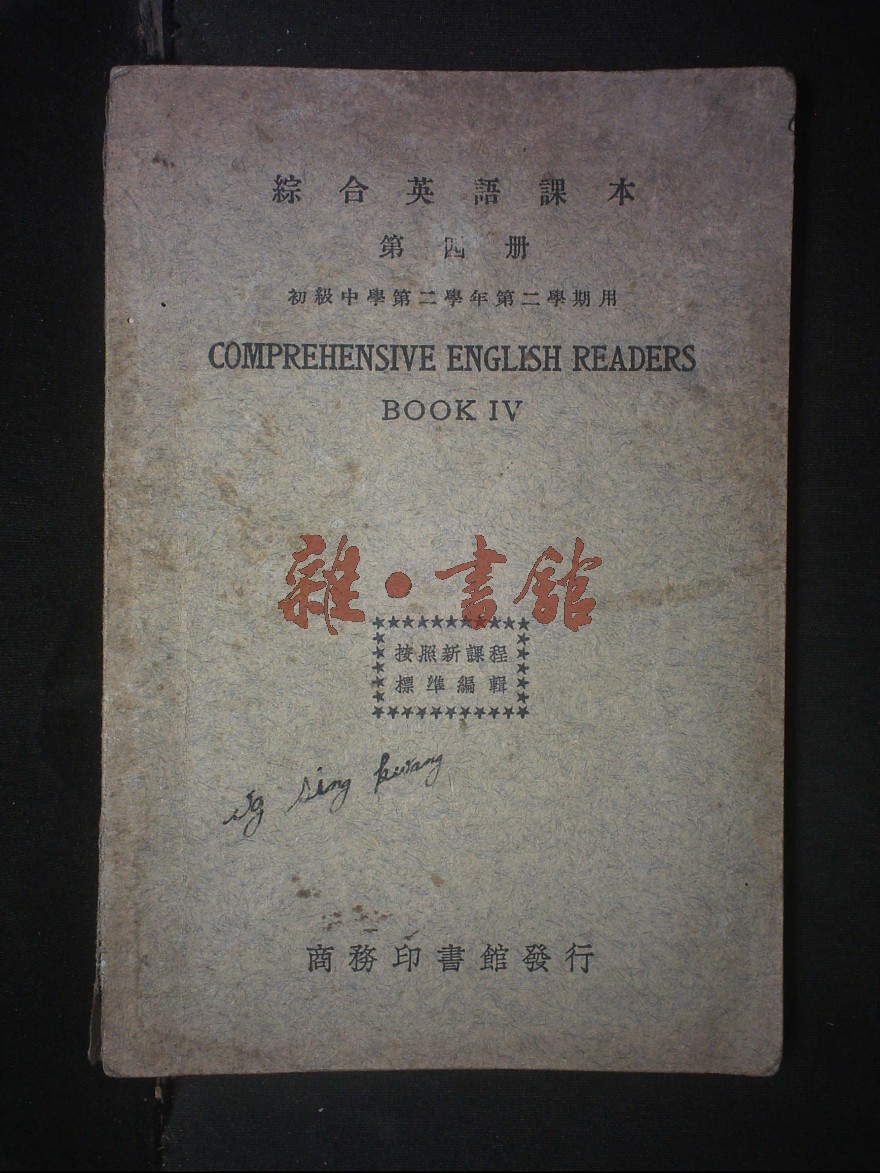 綜合英語課本
第四册
初級中學第二學年第二學期用
COMPREHENSIVE ENGLISH READERS
BOOK IV
雜·書館
按照新課程
標準編輯
sing kwang
商務印書館發行